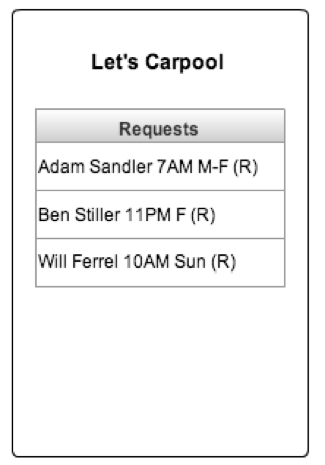 Let's Carpool
Requests
Adam Sandler 7AM M-F (R)
Ben Stiller 11PM F (R)
Will Ferrel 10AM Sun (R)